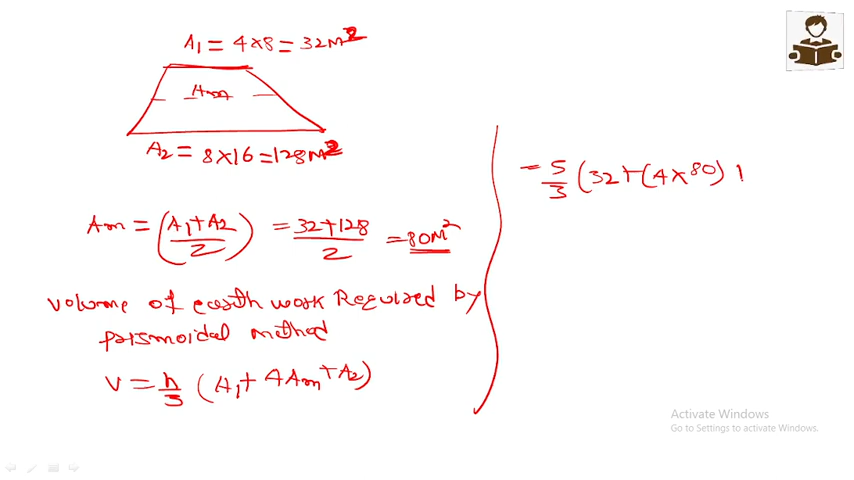 A1 = 4×8 = 32M²
Am
A2 = 8×16 = 128M²
Am = (A1+A2/2) = 32+128/2 = 80M²
volume of earth work Required by
prismoidal method
V = h/3 (A1 + 4Am + A2)
= 5/3 (32+(4×80)
Activate Windows
Go to Settings to activate Windows.